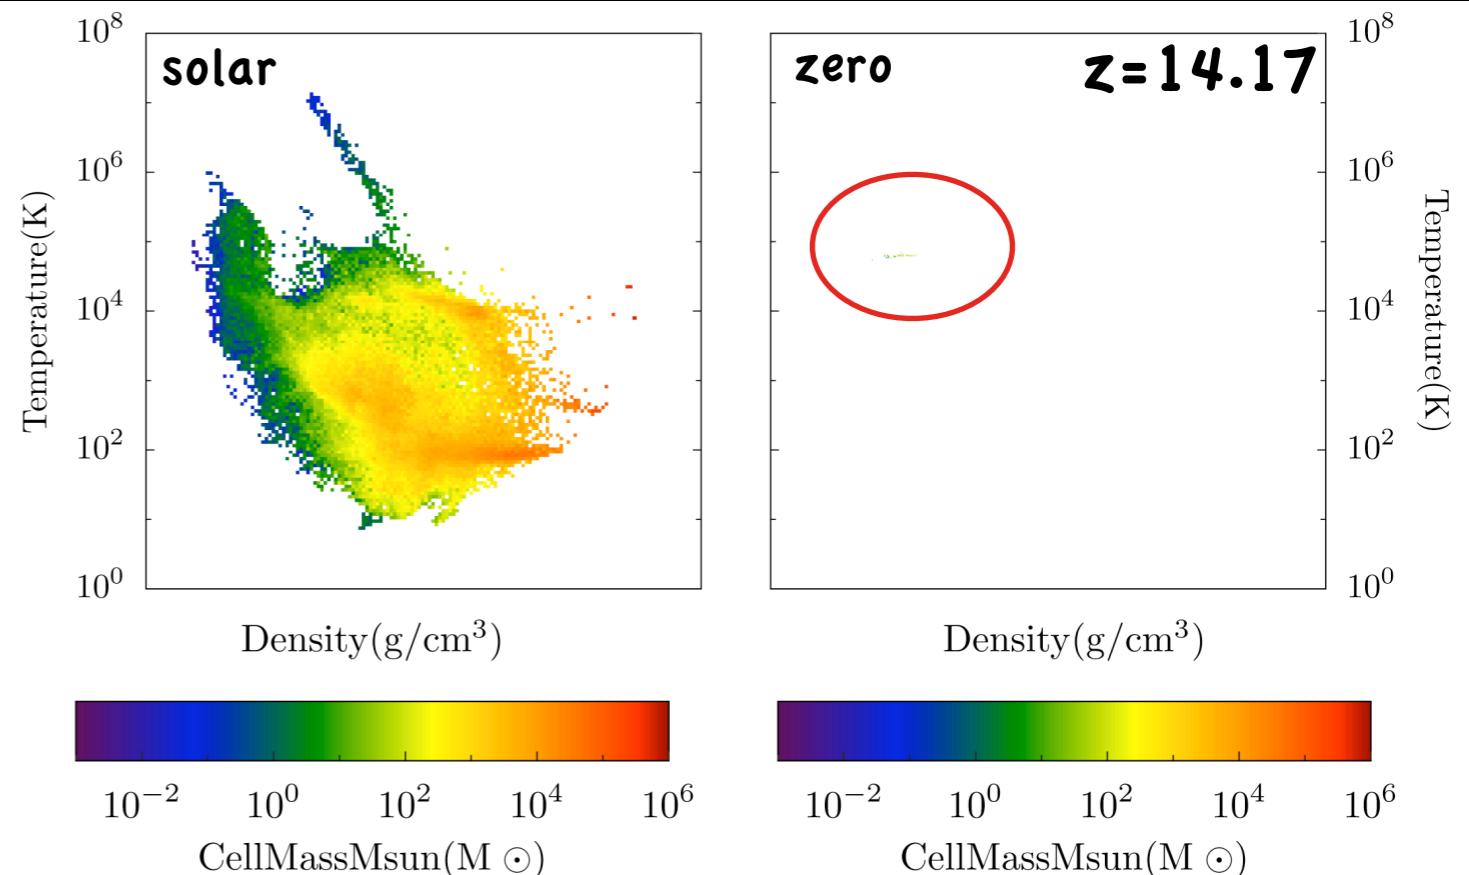 solar
zero
z=14.17
10^8
10^6
10^4
10^2
10^0
Temperature(K)
Density(g/cm^3)
10^8
10^6
10^4
10^2
10^0
Temperature(K)
Density(g/cm^3)
10^−2 10^0 10^2 10^4 10^6
CellMassMsun(M ⊙)
10^−2 10^0 10^2 10^4 10^6
CellMassMsun(M ⊙)